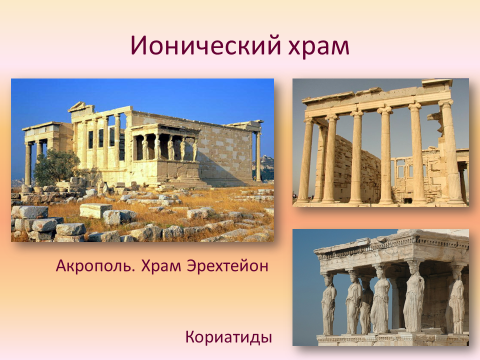 Ионический храм
Акрополь. Храм Эрехтейон
Кориатиды